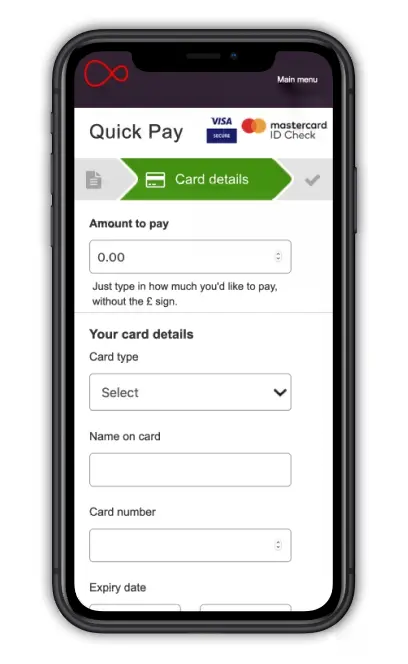 Main menu
Quick Pay
VISA
SECURE
mastercard
ID Check
Card details
Amount to pay
0.00
Just type in how much you'd like to pay,
without the £ sign.
Your card details
Card type
Select
Name on card
Card number
Expiry date